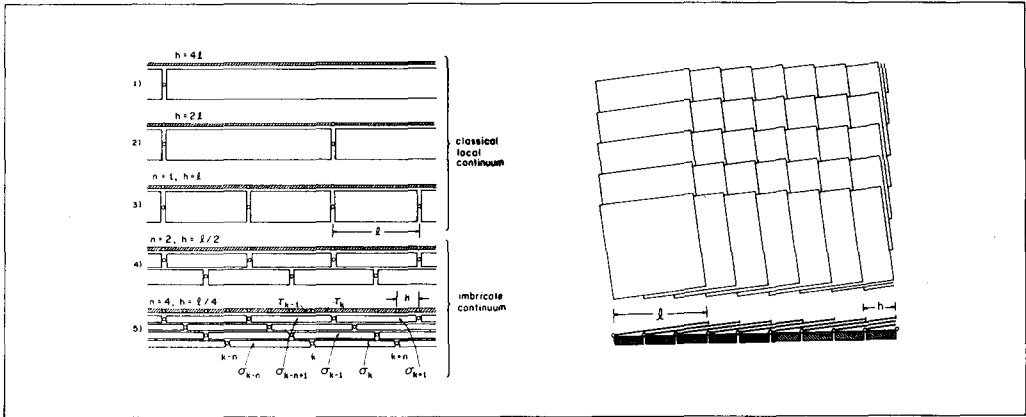 h = 4ℓ
1)
h = 2ℓ
2)
classical
local
continuum
n = 1, h = ℓ
3)
ℓ
n = 2, h = ℓ/2
4)
n = 4, h = ℓ/4
τk-1
τk
h
imbricate
continuum
5)
k-n
k
k+n
σk-n
σk-n+1
σk-1
σk
σk+1
ℓ
h